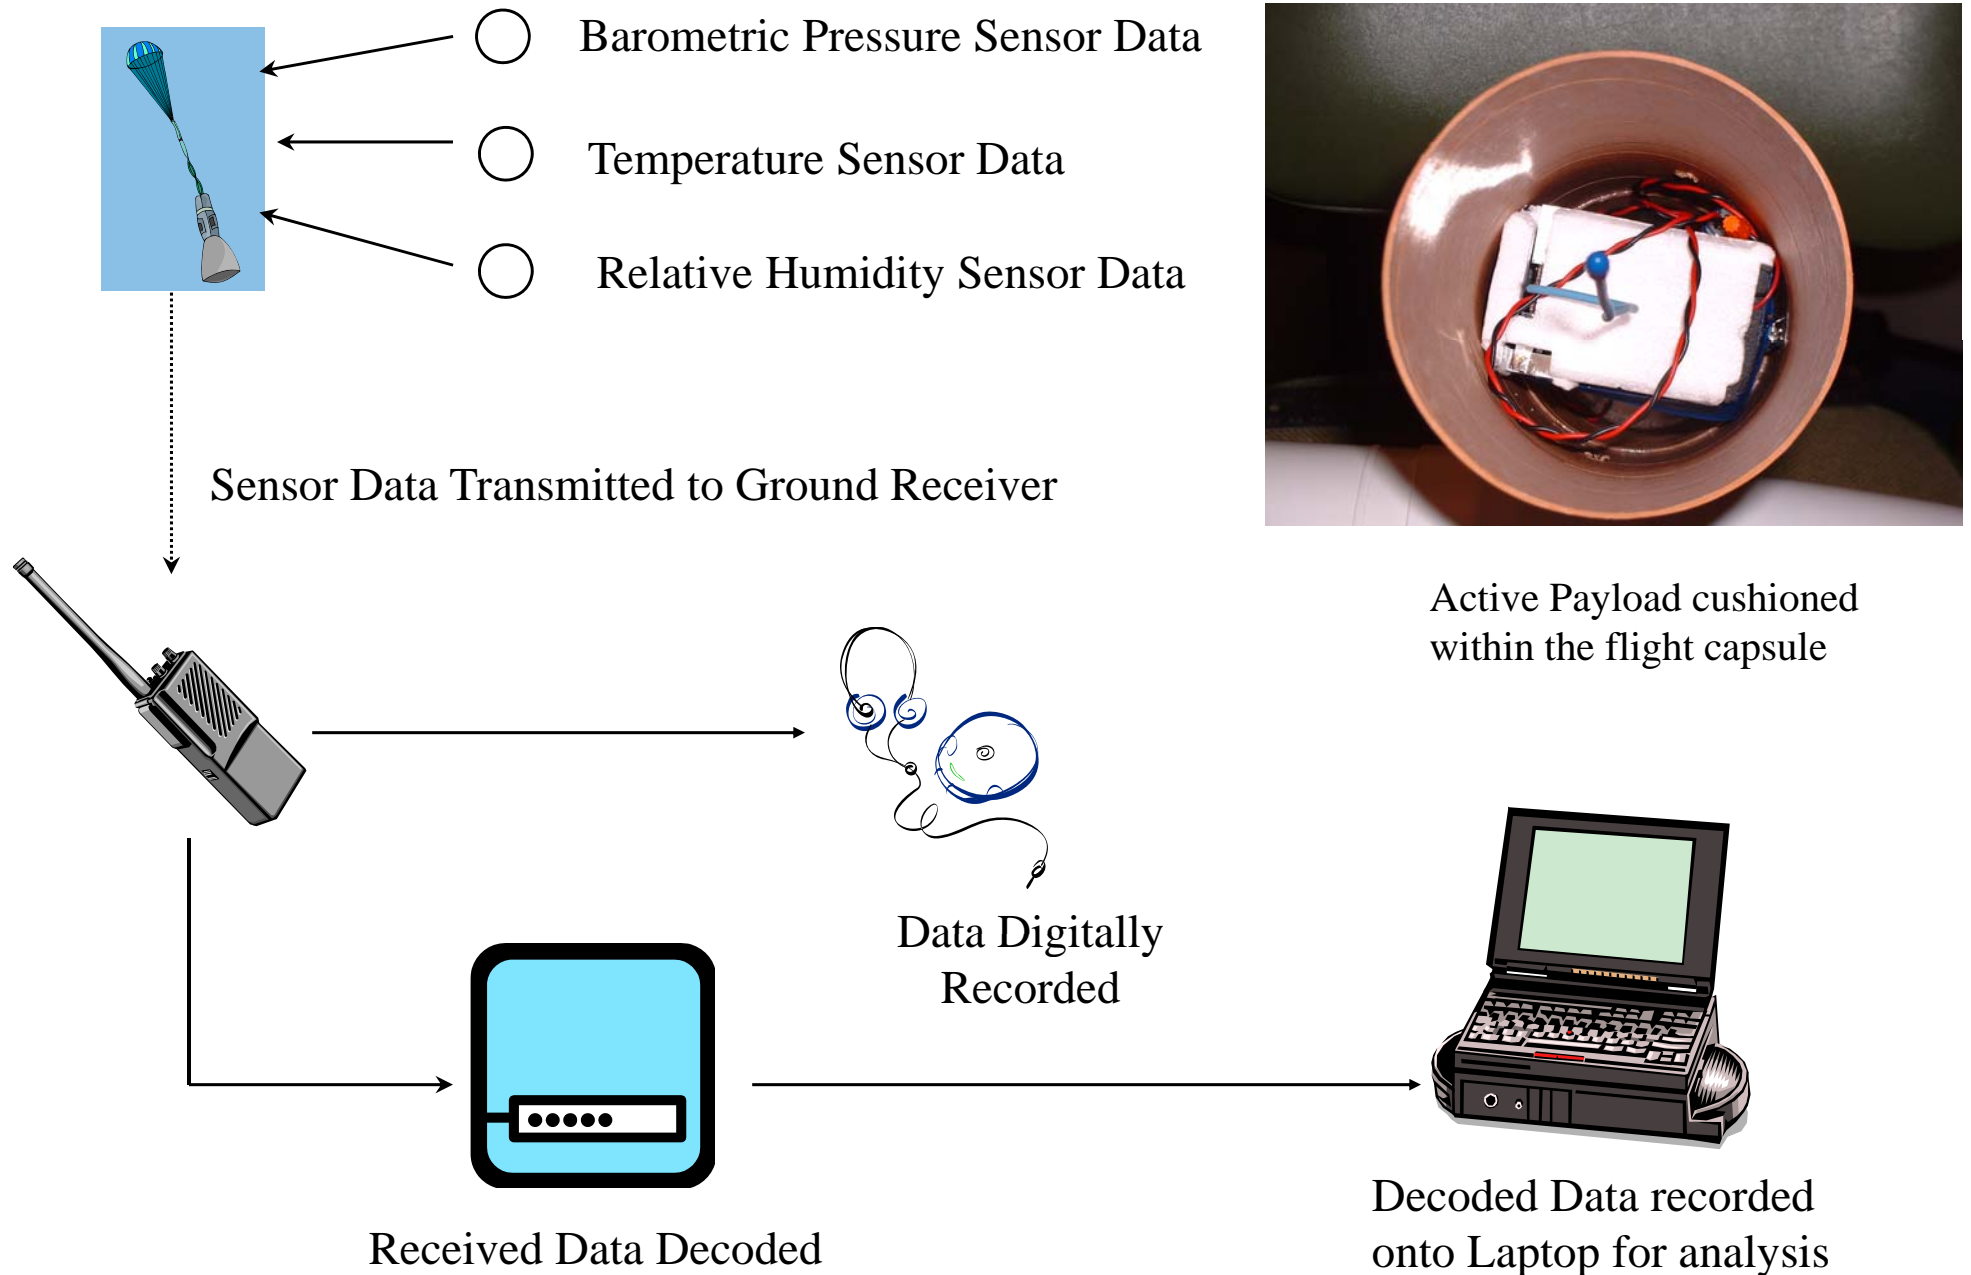 Barometric Pressure Sensor Data
Temperature Sensor Data
Relative Humidity Sensor Data
Sensor Data Transmitted to Ground Receiver
Active Payload cushioned
within the flight capsule
Data Digitally
Recorded
Received Data Decoded
Decoded Data recorded
onto Laptop for analysis